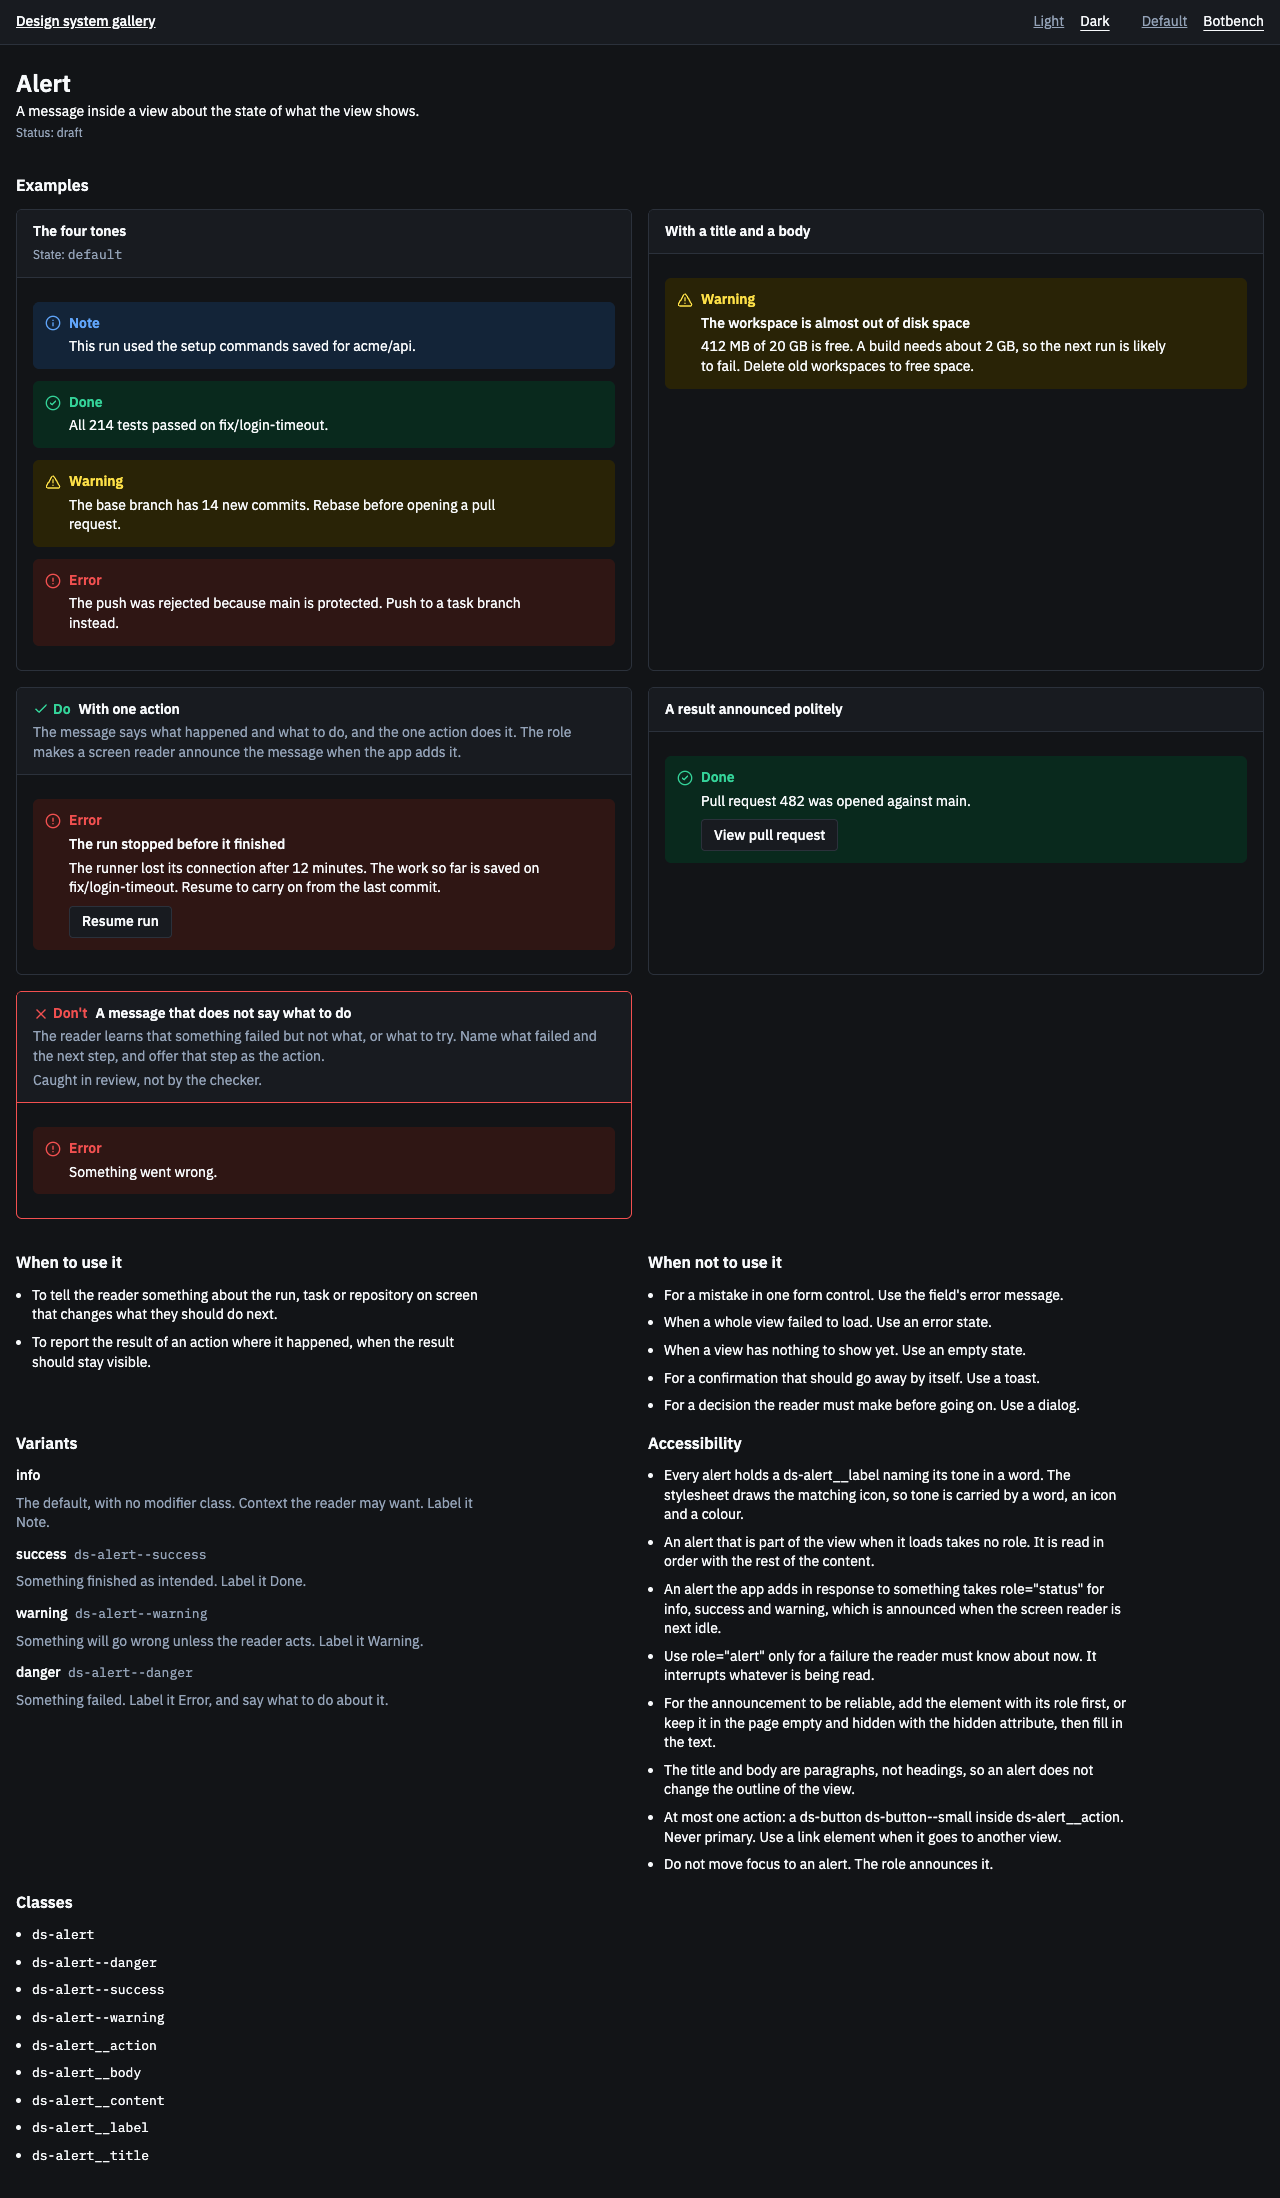 Design system gallery
Light Dark Default Botbench
Alert
A message inside a view about the state of what the view shows.
Status: draft
Examples
The four tones
State: default
Note
This run used the setup commands saved for acme/api.
Done
All 214 tests passed on fix/login-timeout.
Warning
The base branch has 14 new commits. Rebase before opening a pull
request.
Error
The push was rejected because main is protected. Push to a task branch
instead.
With a title and a body
Warning
The workspace is almost out of disk space
412 MB of 20 GB is free. A build needs about 2 GB, so the next run is likely
to fail. Delete old workspaces to free space.
Do With one action
The message says what happened and what to do, and the one action does it. The role
makes a screen reader announce the message when the app adds it.
Error
The run stopped before it finished
The runner lost its connection after 12 minutes. The work so far is saved on
fix/login-timeout. Resume to carry on from the last commit.
Resume run
A result announced politely
Done
Pull request 482 was opened against main.
View pull request
Don't A message that does not say what to do
The reader learns that something failed but not what, or what to try. Name what failed and
the next step, and offer that step as the action.
Caught in review, not by the checker.
Error
Something went wrong.
When to use it
To tell the reader something about the run, task or repository on screen
that changes what they should do next.
To report the result of an action where it happened, when the result
should stay visible.
When not to use it
For a mistake in one form control. Use the field's error message.
When a whole view failed to load. Use an error state.
When a view has nothing to show yet. Use an empty state.
For a confirmation that should go away by itself. Use a toast.
For a decision the reader must make before going on. Use a dialog.
Variants
info
The default, with no modifier class. Context the reader may want. Label it
Note.
success ds-alert--success
Something finished as intended. Label it Done.
warning ds-alert--warning
Something will go wrong unless the reader acts. Label it Warning.
danger ds-alert--danger
Something failed. Label it Error, and say what to do about it.
Accessibility
Every alert holds a ds-alert__label naming its tone in a word. The
stylesheet draws the matching icon, so tone is carried by a word, an icon
and a colour.
An alert that is part of the view when it loads takes no role. It is read in
order with the rest of the content.
An alert the app adds in response to something takes role="status" for
info, success and warning, which is announced when the screen reader is
next idle.
Use role="alert" only for a failure the reader must know about now. It
interrupts whatever is being read.
For the announcement to be reliable, add the element with its role first, or
keep it in the page empty and hidden with the hidden attribute, then fill in
the text.
The title and body are paragraphs, not headings, so an alert does not
change the outline of the view.
At most one action: a ds-button ds-button--small inside ds-alert__action.
Never primary. Use a link element when it goes to another view.
Do not move focus to an alert. The role announces it.
Classes
ds-alert
ds-alert--danger
ds-alert--success
ds-alert--warning
ds-alert__action
ds-alert__body
ds-alert__content
ds-alert__label
ds-alert__title